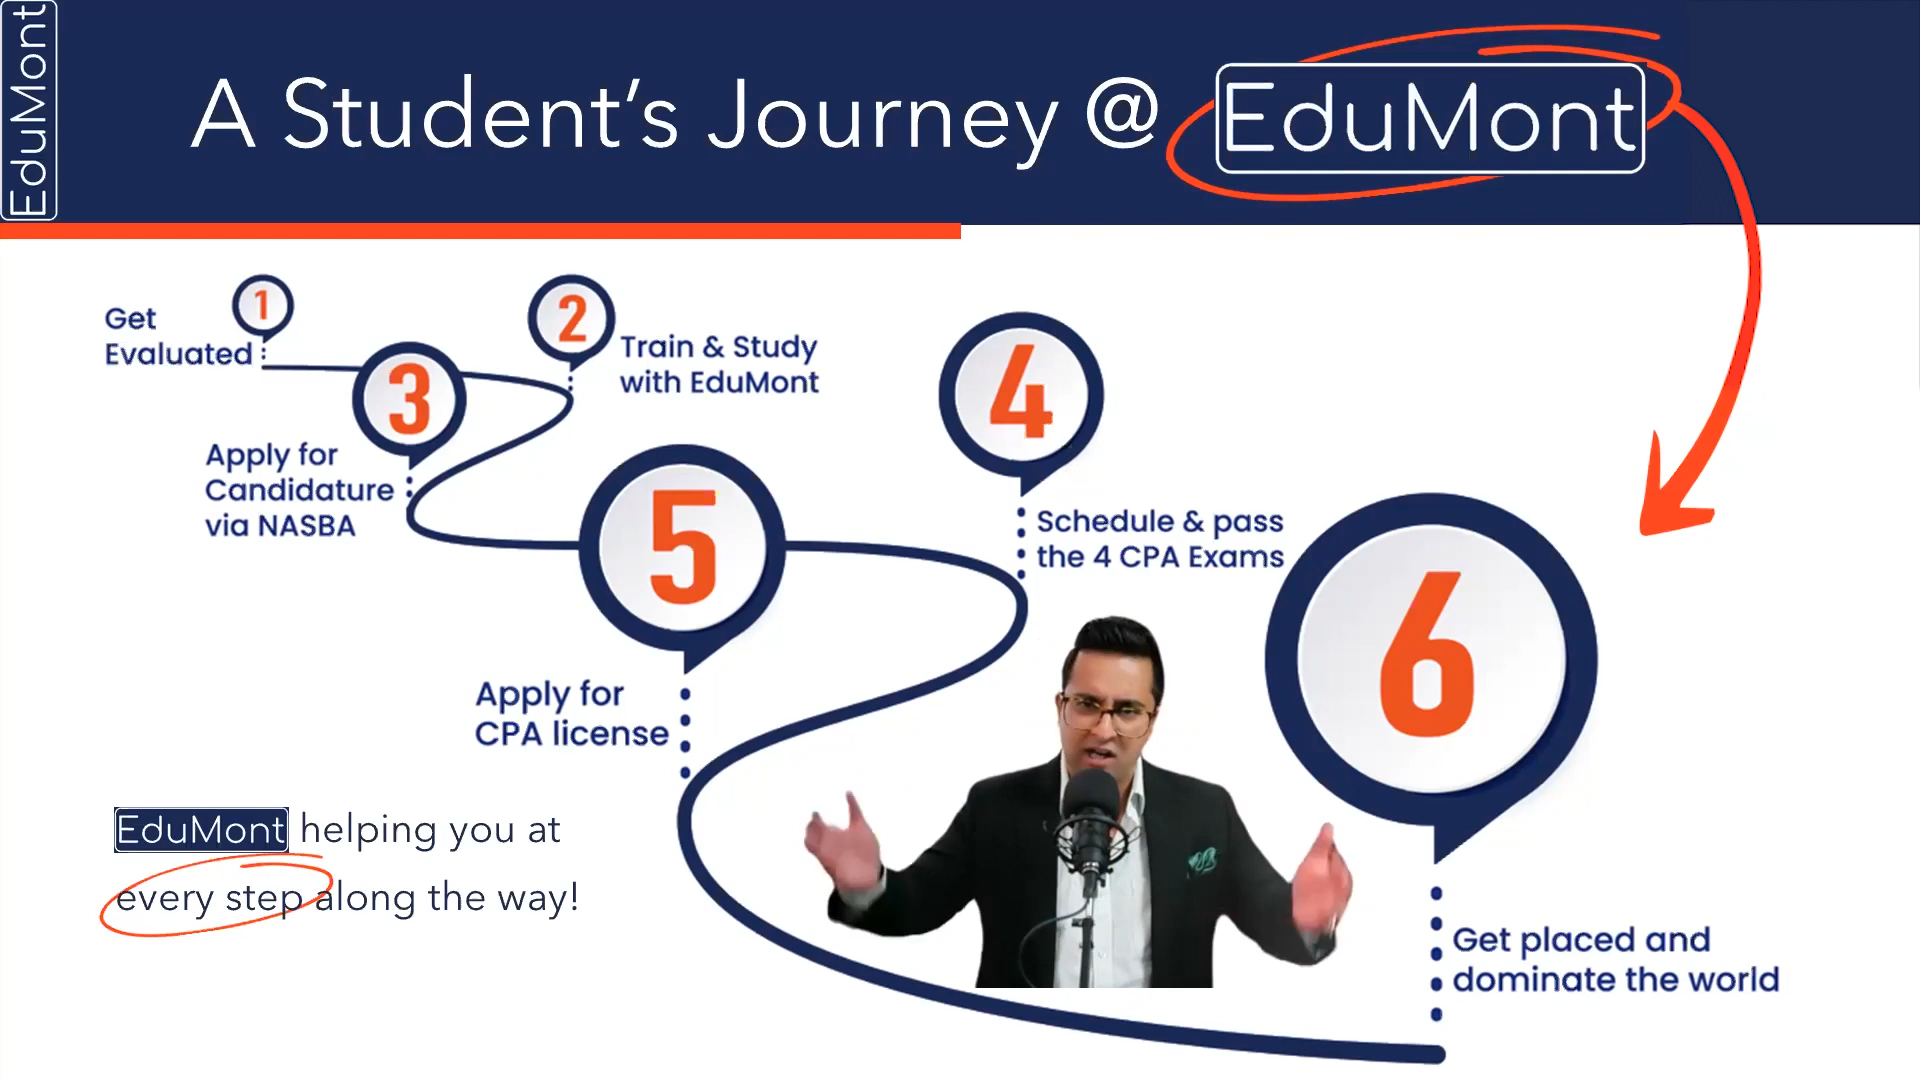 EduMont
A Student's Journey @ EduMont
1
Get
Evaluated
2
Train & Study
with EduMont
3
Apply for
Candidature
via NASBA
4
Schedule & pass
the 4 CPA Exams
5
Apply for
CPA license
6
Get placed and
dominate the world
EduMont helping you at
every step along the way!